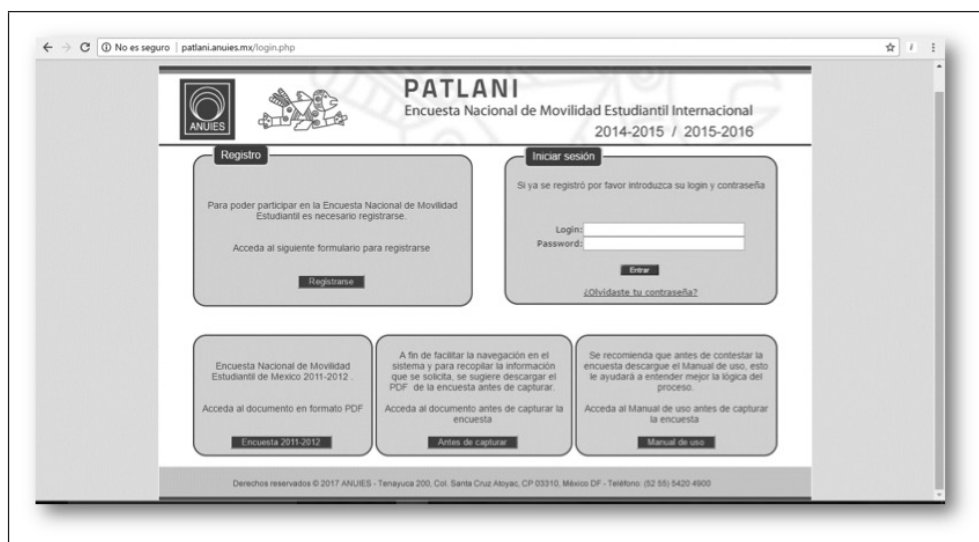 No es seguro | patlani.anuies.mx/login.php
ANUIES
PATLANI
Encuesta Nacional de Movilidad Estudiantil Internacional
2014-2015 / 2015-2016
Registro
Para poder participar en la Encuesta Nacional de Movilidad
Estudiantil es necesario registrarse.
Acceda al siguiente formulario para registrarse
Registrarse
Iniciar sesión
Si ya se registró por favor introduzca su login y contraseña
Login:
Password:
Entrar
¿Olvidaste tu contraseña?
Encuesta Nacional de Movilidad
Estudiantil de Mexico 2011-2012 .
Acceda al documento en formato PDF
Encuesta 2011-2012
A fin de facilitar la navegación en el
sistema y para recopilar la información
que se solicita, se sugiere descargar el
PDF de la encuesta antes de capturar.
Acceda al documento antes de capturar la
encuesta
Antes de capturar
Se recomienda que antes de contestar la
encuesta descargue el Manual de uso, esto
le ayudará a entender mejor la lógica del
proceso.
Acceda al Manual de uso antes de capturar
la encuesta
Manual de uso
Derechos reservados © 2017 ANUIES - Tenayuca 200, Col. Santa Cruz Atoyac, CP 03310, México DF - Teléfono: (52 55) 5420 4900